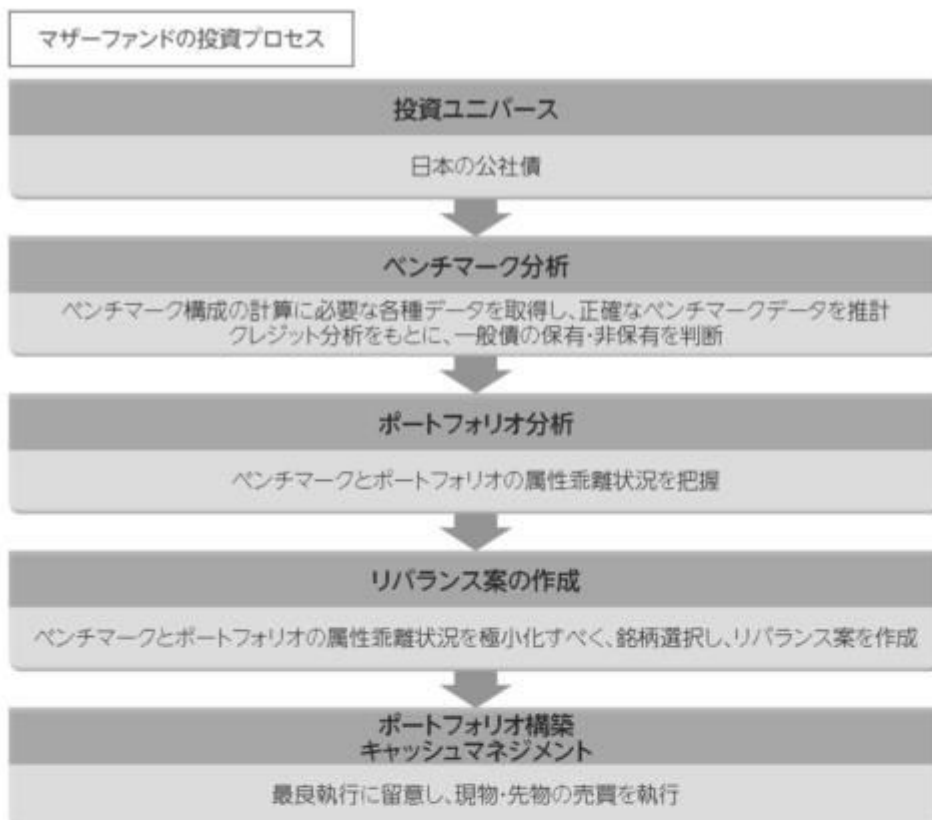 マザーファンドの投資プロセス
投資ユニバース
日本の公社債
ベンチマーク分析
ベンチマーク構成の計算に必要な各種データを取得し、正確なベンチマークデータを推計
クレジット分析をもとに、一般債の保有・非保有を判断
ポートフォリオ分析
ベンチマークとポートフォリオの属性乖離状況を把握
リバランス案の作成
ベンチマークとポートフォリオの属性乖離状況を極小化すべく、銘柄選択し、リバランス案を作成
ポートフォリオ構築
キャッシュマネジメント
最良執行に留意し、現物・先物の売買を執行